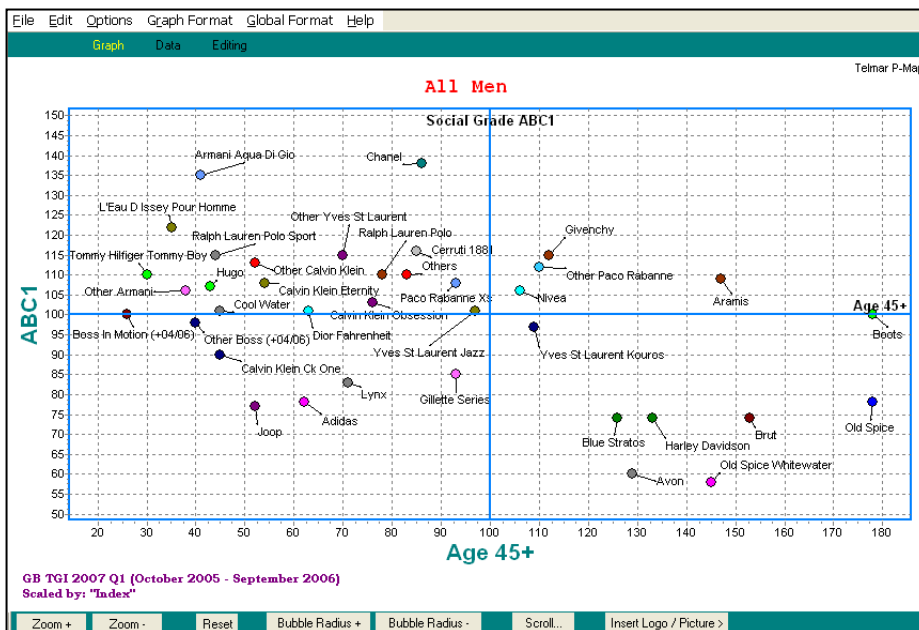 File Edit Options Graph Format Global Format Help
Graph Data Editing
Telmar P-Map
All Men
Social Grade ABC1
ABC1
150
145
140
135
130
125
120
115
110
105
100
95
90
85
80
75
70
65
60
55
50
Armani Aqua Di Gio
Chanel
L'Eau D Issey Pour Homme
Other Yves St Laurent
Ralph Lauren Polo Sport
Ralph Lauren Polo
Cerruti 1881
Givenchy
Tommy Hilfiger Tommy Boy
Other Calvin Klein
Others
Other Paco Rabanne
Hugo
Other Armani
Calvin Klein Eternity
Paco Rabanne Xs
Nivea
Aramis
Cool Water
Calvin Klein Obsession
Age 45+
Boss In Motion (+04/06)
Other Boss (+04/06)
Dior Fahrenheit
Boots
Yves St Laurent Jazz
Yves St Laurent Kouros
Calvin Klein Ck One
Lynx
Gillette Series
Adidas
Joop
Blue Stratos
Harley Davidson
Brut
Old Spice
Avon
Old Spice Whitewater
20 30 40 50 60 70 80 90 100 110 120 130 140 150 160 170 180
Age 45+
GB TGI 2007 Q1 (October 2005 - September 2006)
Scaled by: "Index"
Zoom + Zoom - Reset Bubble Radius + Bubble Radius - Scroll... Insert Logo / Picture >